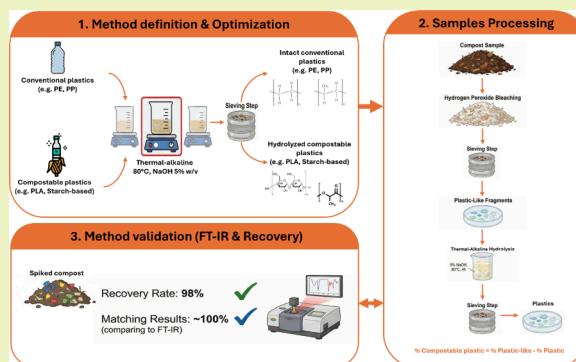 1. Method definition & Optimization
Conventional plastics
(e.g. PE, PP)
Compostable plastics
(e.g. PLA, Starch-based)
Thermal-alkaline
80ºC, NaOH 5% w/v
Sieving Step
Intact conventional
plastics
(e.g. PE, PP)
Hydrolyzed compostable
plastics
(e.g. PLA, Starch-based)
2. Samples Processing
Compost Sample
Hydrogen Peroxide Bleaching
Sieving Step
Plastic-Like Fragments
Thermal-Alkaline Hydrolysis
5% NaOH,
Sieving Step
Plastics
% Compostable plastic = % Plastic-like - % Plastic
3. Method validation (FT-IR & Recovery)
Spiked compost
Recovery Rate: 98%
Matching Results: ~100%
(comparing to FT-IR)